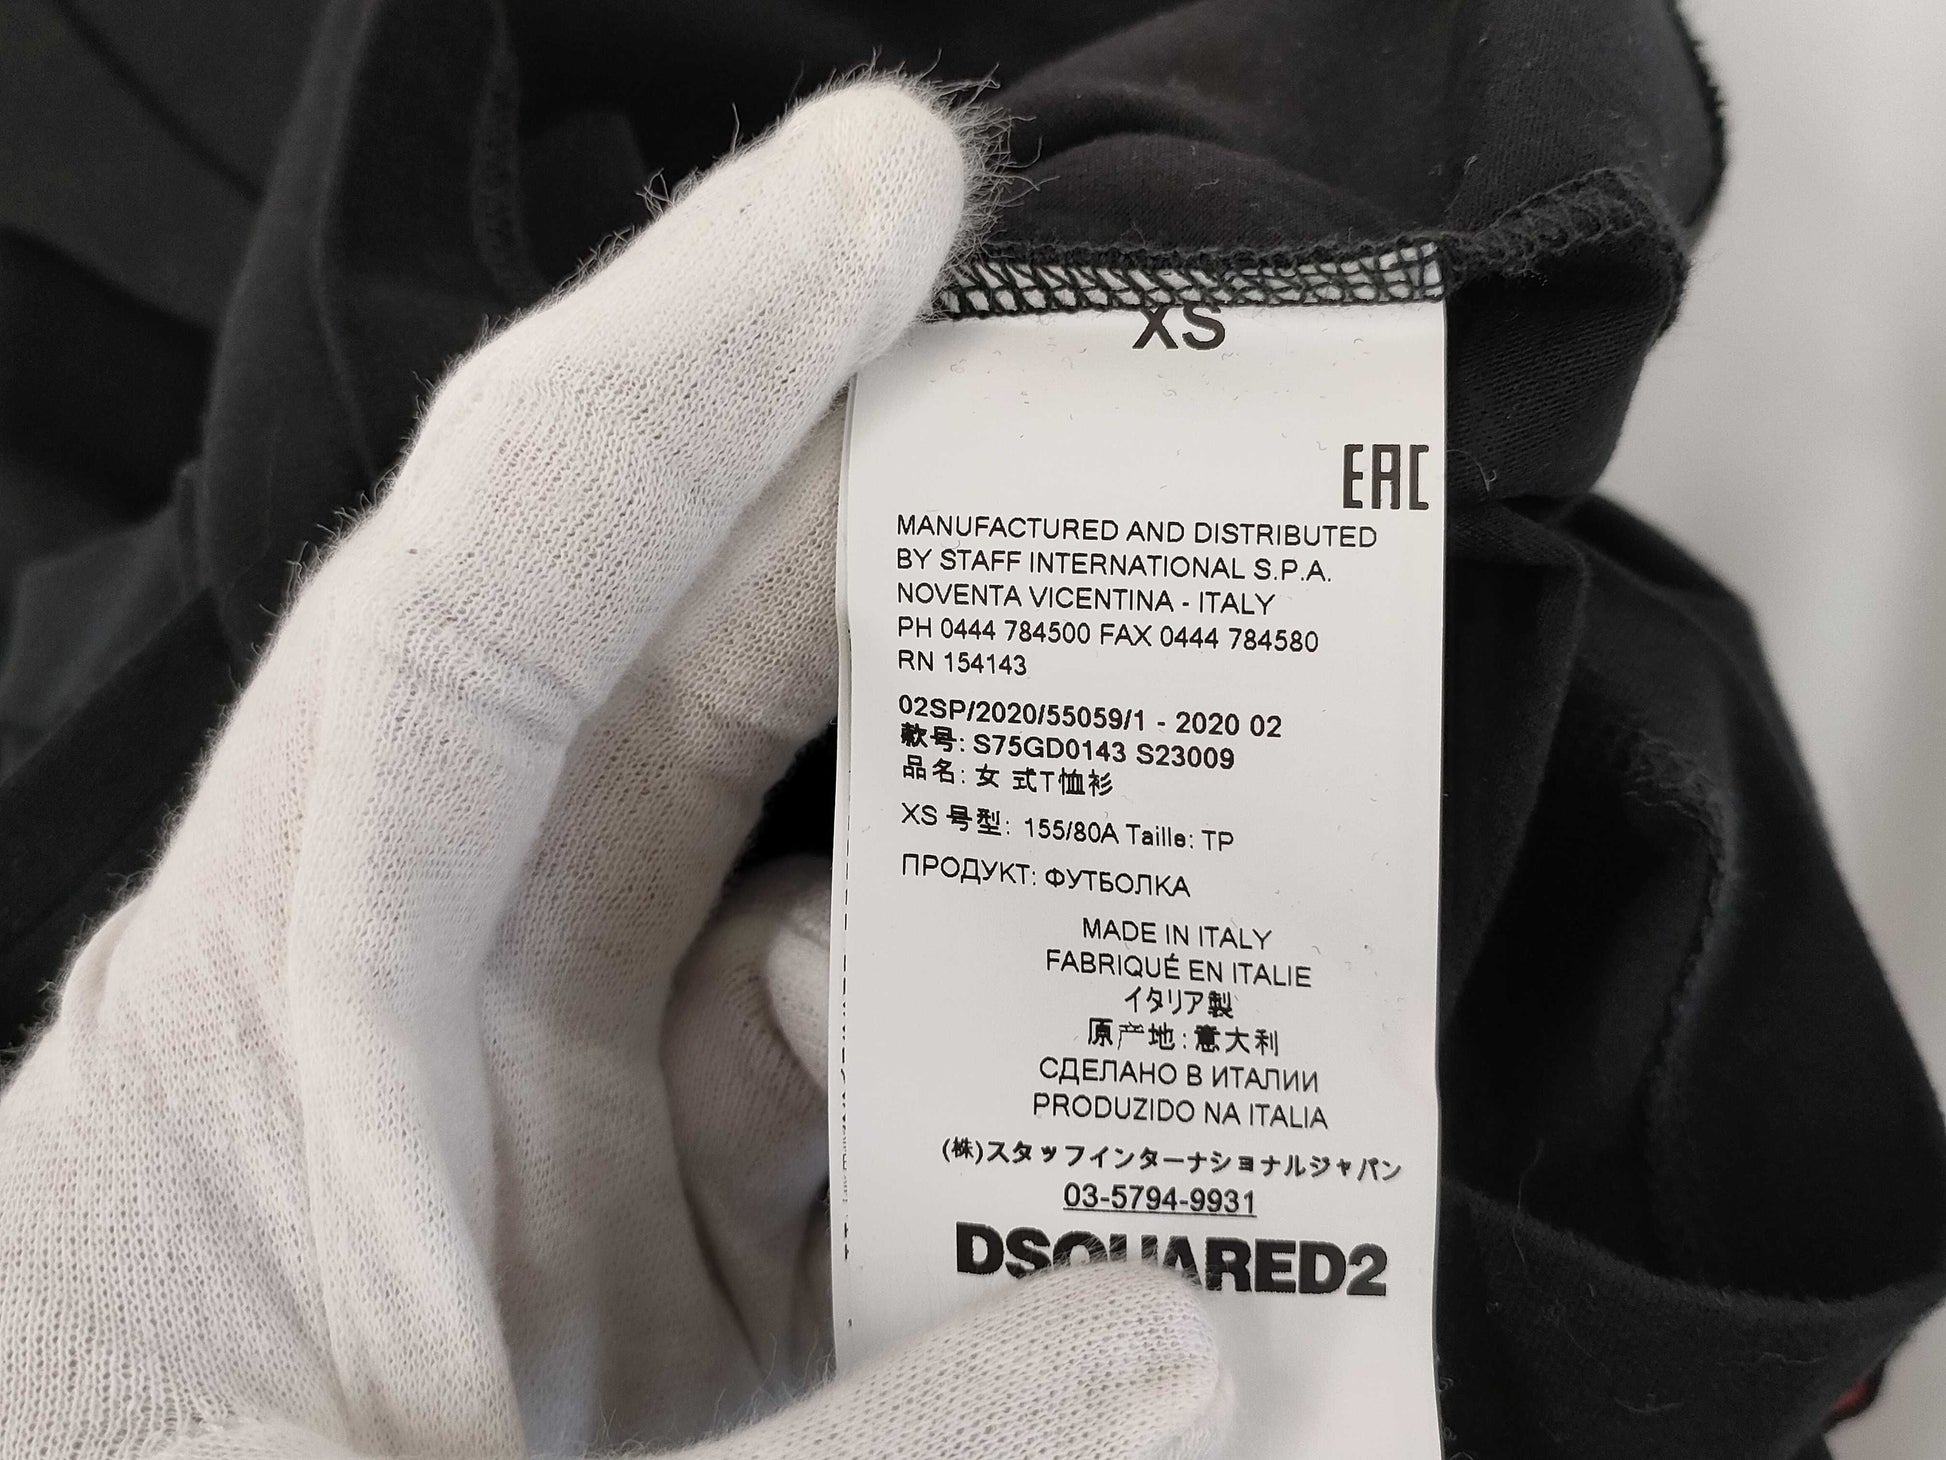 XS
EAC
MANUFACTURED AND DISTRIBUTED
BY STAFF INTERNATIONAL S.P.A.
NOVENTA VICENTINA - ITALY
PH 0444 784500 FAX 0444 784580
RN 154143
02SP/2020/55059/1 - 2020 02
款号: S75GD0143 S23009
品名: 女 式T恤衫
XS 号型: 155/80A Taille: TP
ПРОДУКТ: ФУТБОЛКА
MADE IN ITALY
FABRIQUÉ EN ITALIE
イタリア製
原产地: 意大利
СДЕЛАНО В ИТАЛИИ
PRODUZIDO NA ITALIA
(株)スタッフインターナショナルジャパン
03-5794-9931
DSQUARED2